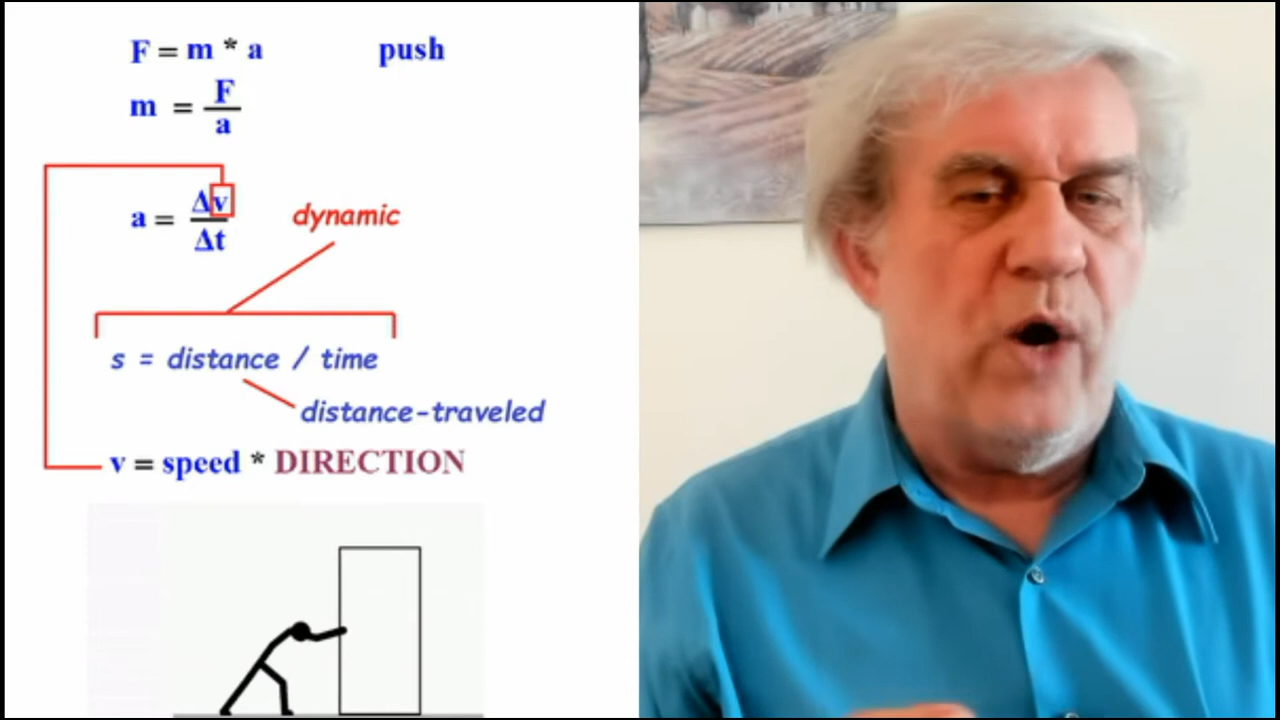 F = m * a push
m = F / a
a = Δv / Δt
dynamic
s = distance / time
distance-traveled
v = speed * DIRECTION